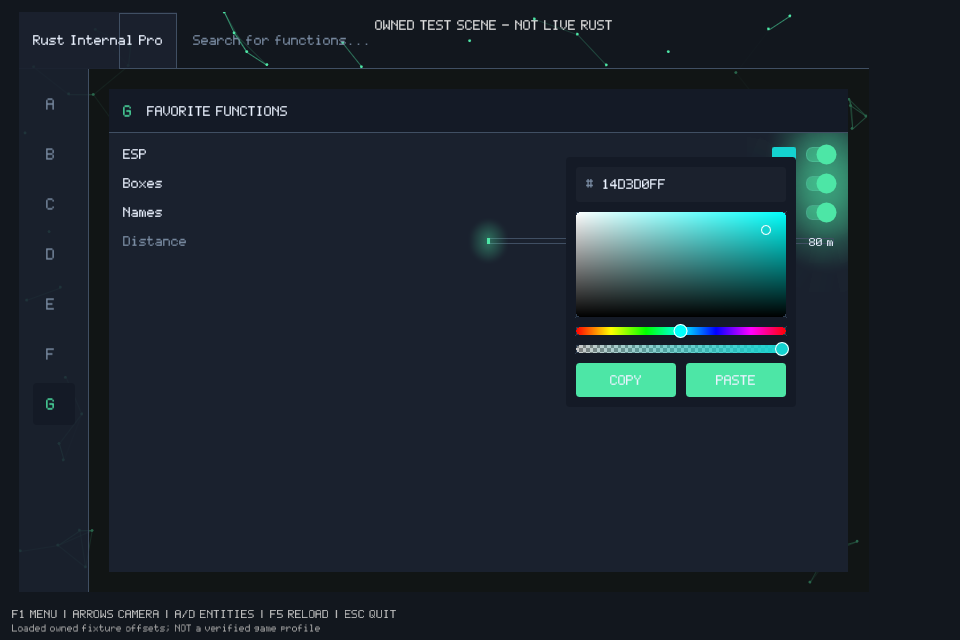 OWNED TEST SCENE - NOT LIVE RUST
Rust Internal Pro
Search for functions...
A
B
C
D
E
F
G
G FAVORITE FUNCTIONS
ESP
Boxes
Names
Distance
80 m
# 14D3D0FF
COPY
PASTE
F1 MENU | ARROWS CAMERA | A/D ENTITIES | F5 RELOAD | ESC QUIT
Loaded owned fixture offsets; NOT a verified game profile